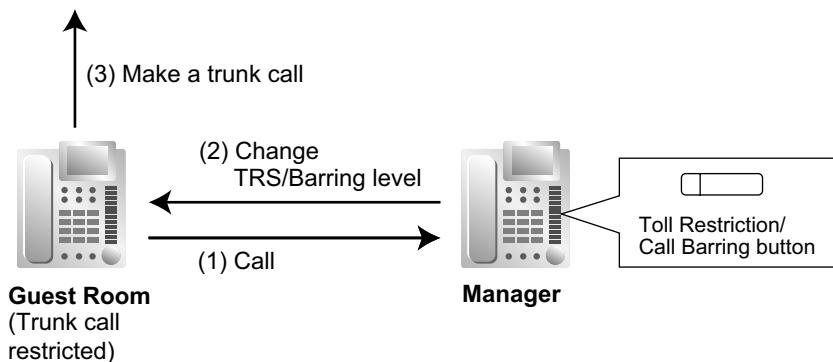 (3) Make a trunk call
(2) Change
TRS/Barring level
(1) Call
Toll Restriction/
Call Barring button
Guest Room
(Trunk call
restricted)
Manager